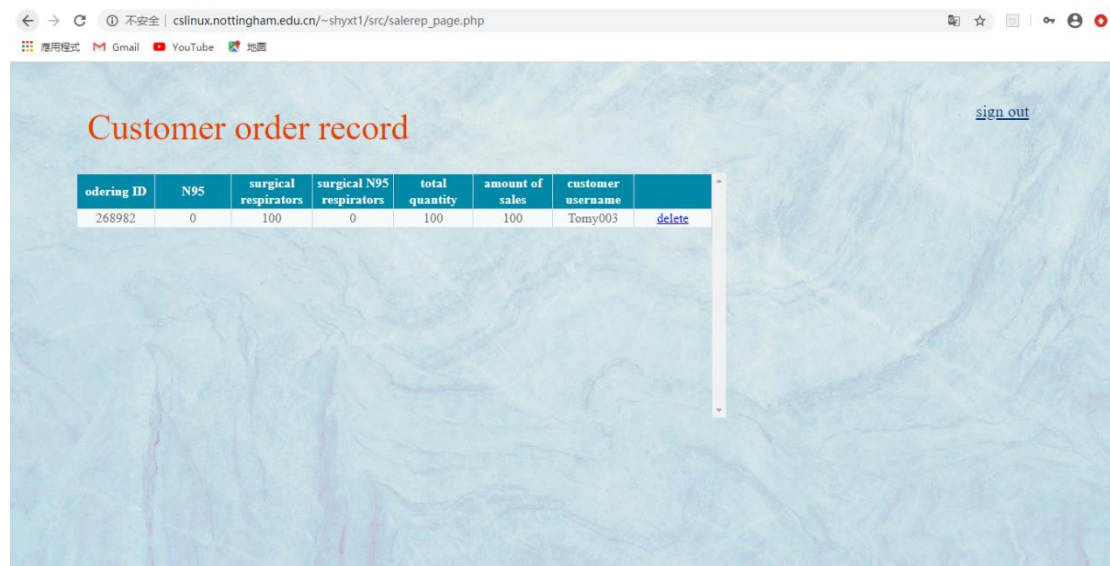 不安全 | cslinux.nottingham.edu.cn/~shyxt1/src/salerep_page.php
應用程式 Gmail YouTube 地圖
sign out
Customer order record
odering ID N95 surgical respirators surgical N95 respirators total quantity amount of sales customer username
268982 0 100 0 100 100 Tomy003 delete